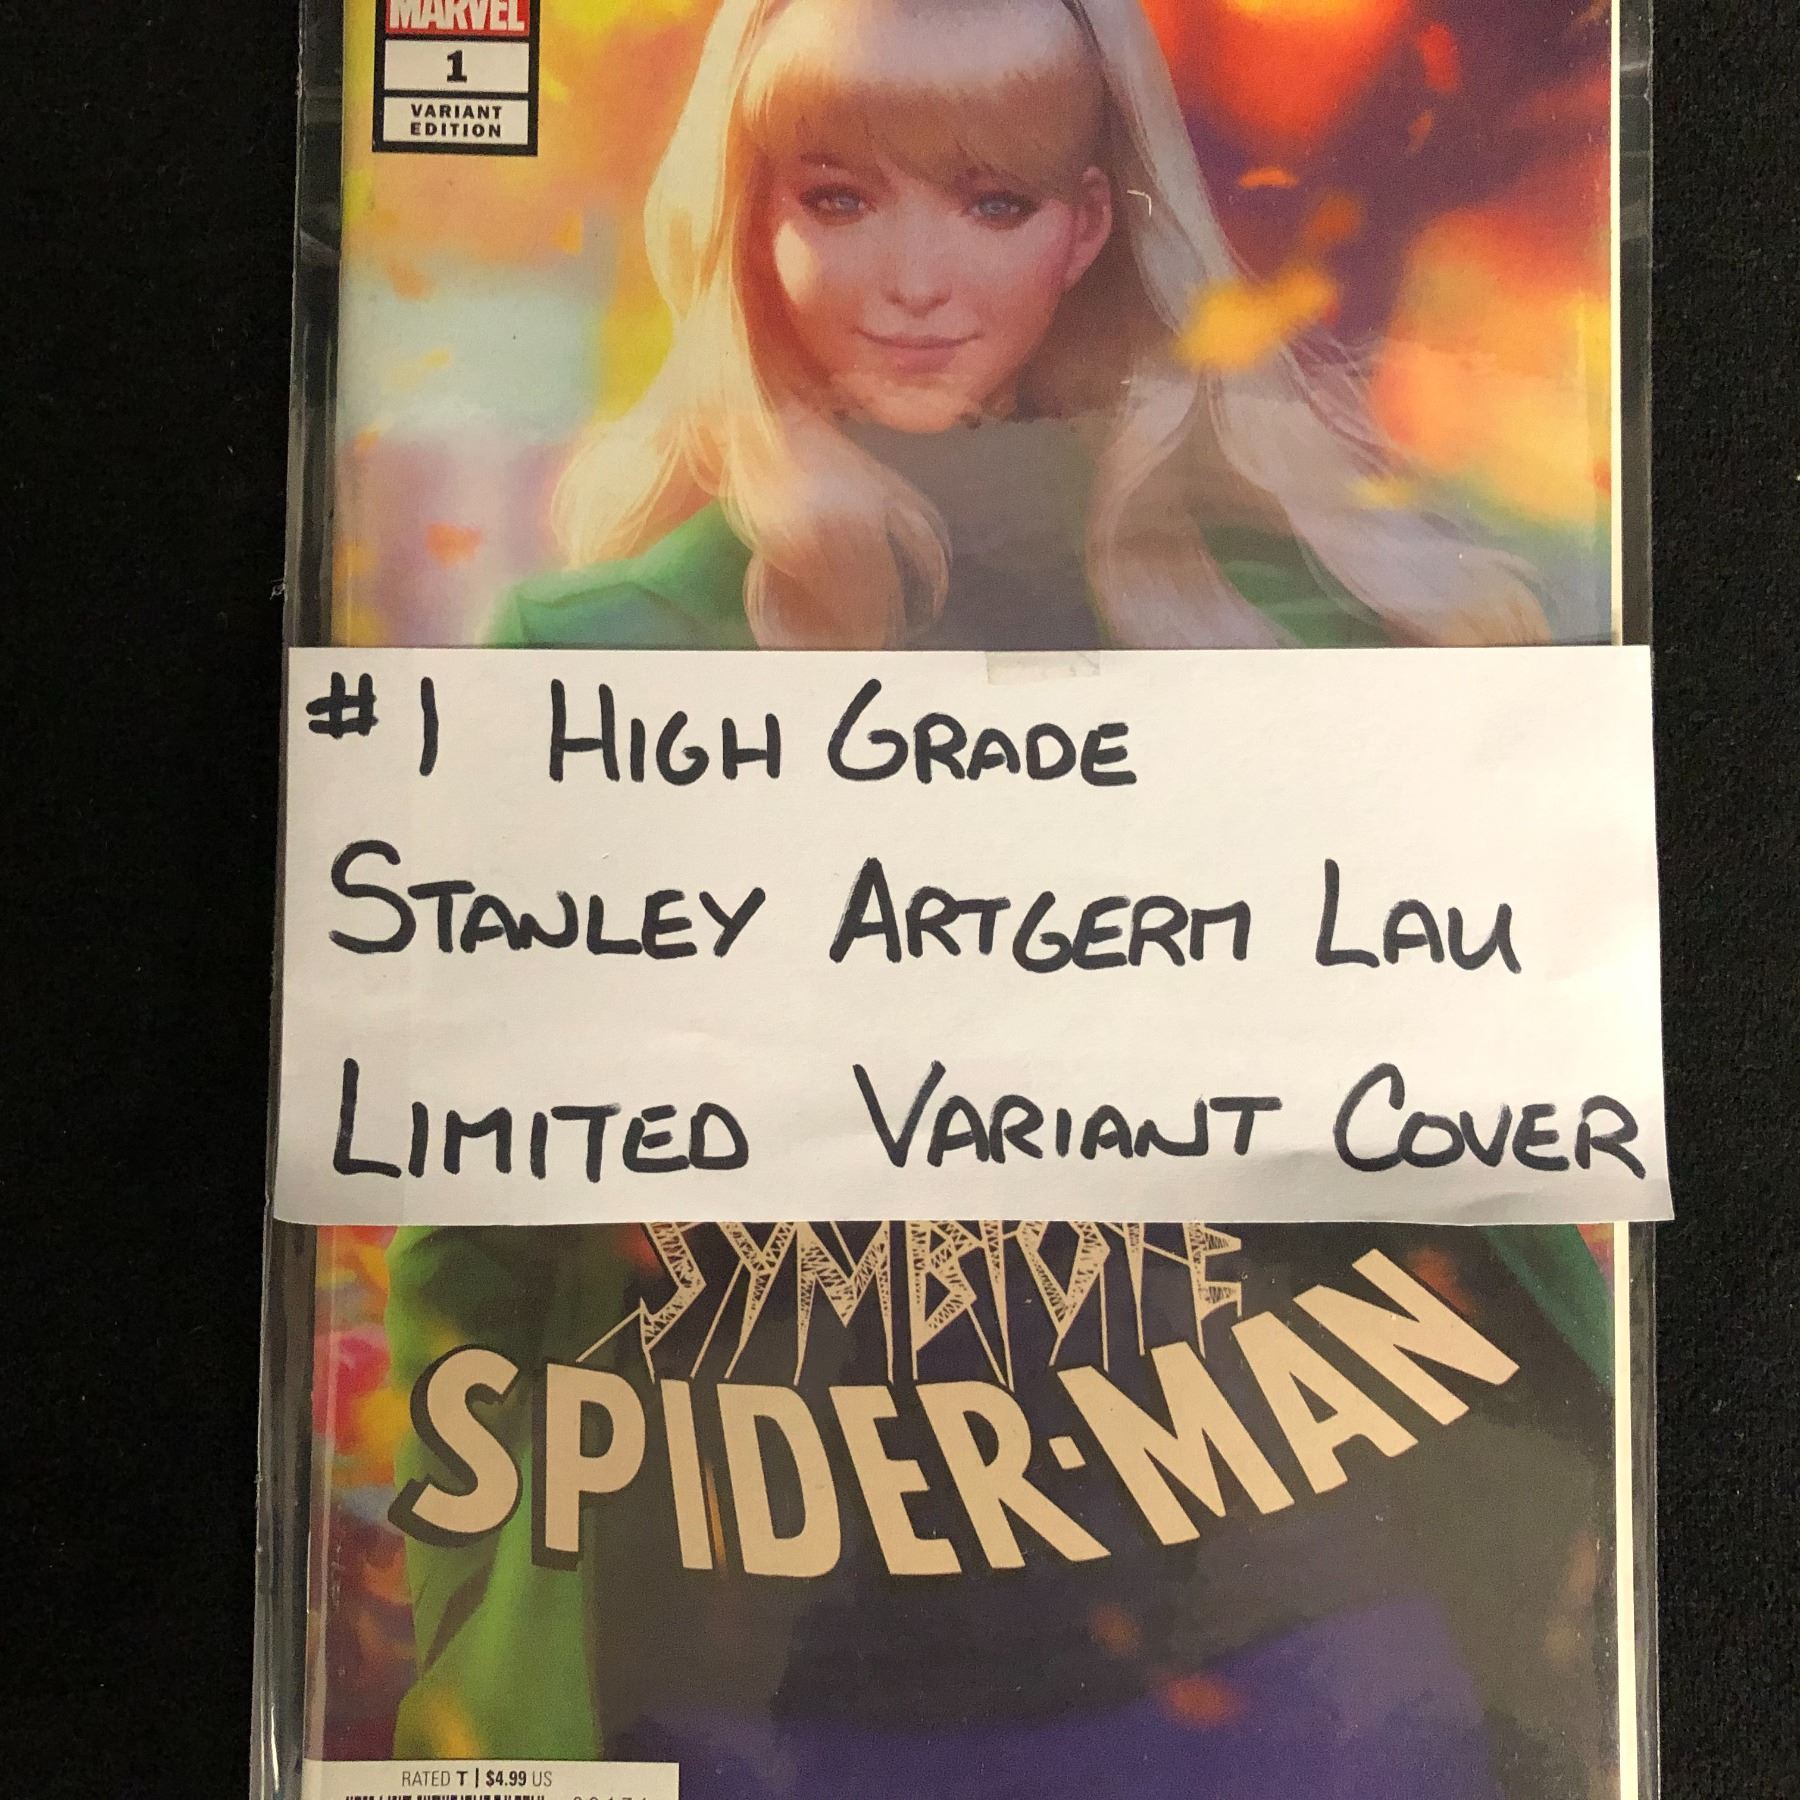 MARVEL
1
VARIANT
EDITION
#1 HIGH GRADE
STANLEY ARTGERM LAU
LIMITED VARIANT COVER
SYMBIOTE
SPIDER-MAN
RATED T | $4.99 US